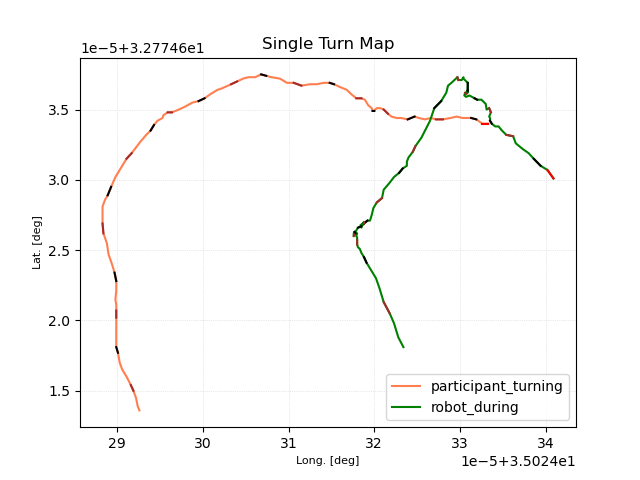 Single Turn Map
1e−5+3.27746e1
3.5
3.0
2.5
2.0
1.5
Lat. [deg]
29 30 31 32 33 34
Long. [deg]
1e−5+3.5024e1
participant_turning
robot_during